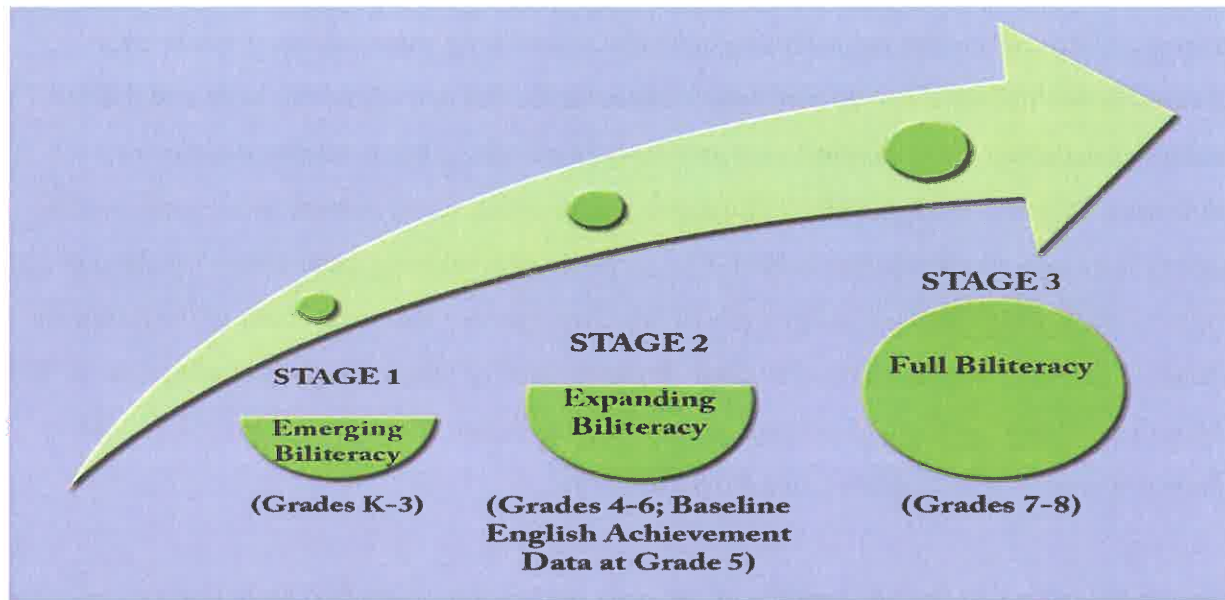 STAGE 1
Emerging
Biliteracy
(Grades K-3)
STAGE 2
Expanding
Biliteracy
(Grades 4-6; Baseline
English Achievement
Data at Grade 5)
STAGE 3
Full Biliteracy
(Grades 7-8)